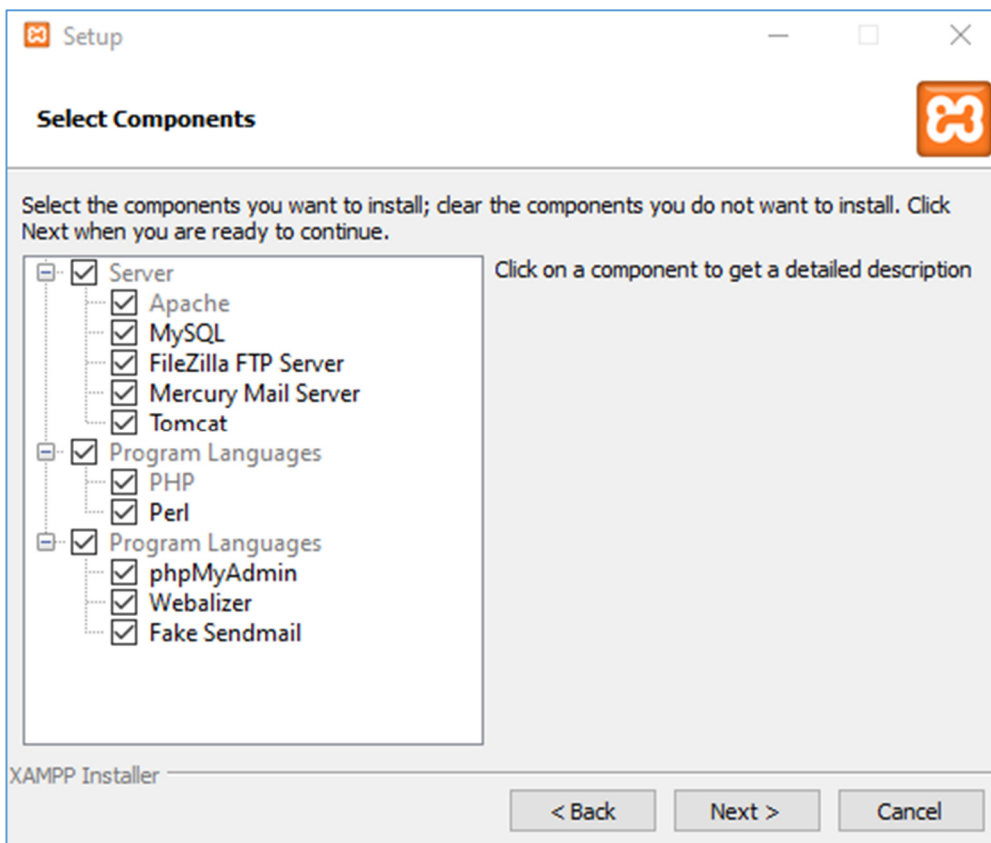 Setup
Select Components
Select the components you want to install; clear the components you do not want to install. Click
Next when you are ready to continue.
Server
Apache
MySQL
FileZilla FTP Server
Mercury Mail Server
Tomcat
Program Languages
PHP
Perl
Program Languages
phpMyAdmin
Webalizer
Fake Sendmail
Click on a component to get a detailed description
XAMPP Installer
< Back
Next >
Cancel